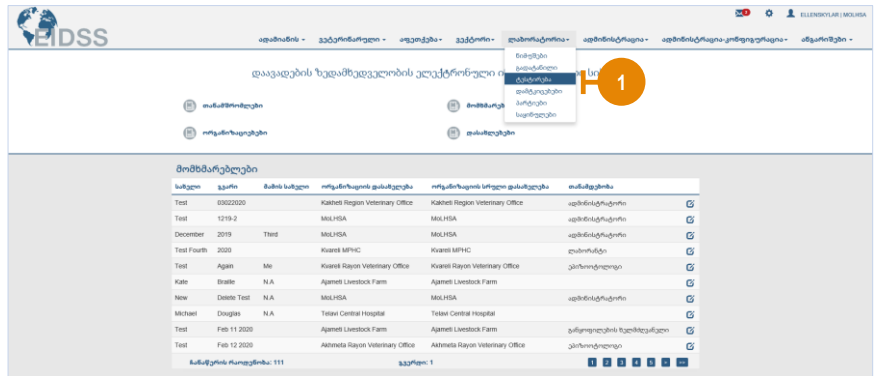 EIDSS
ELLENSKYLAR | MOLHSA
ადამიანის - ვეტერინარული - აფეთქება- ვექტორი- ლაბორატორია- ადმინისტრაცია- ადმინისტრაცია-კონფიგურაცია- ანგარიშები -
ნიმუშები
გადატანილი
ტესტირება
დამტკიცებები
პარტიები
საყინულეები
1
დაავადების ზედამხედველობის ელექტრონული
თანამშრომლები
ორგანიზაციები
დასახლებები
მომხმარებლები
სახელი გვარი მამის სახელი ორგანიზაციის დასახელება ორგანიზაციის სრული დასახელება თანამდებობა
Test 03022020 Kakheti Region Veterinary Office Kakheti Region Veterinary Office ადმინისტრატორი
Test 1219-2 MoLHSA MoLHSA ადმინისტრატორი
December 2019 Third MoLHSA MoLHSA ადმინისტრატორი
Test Fourth 2020 Kvareli MPHC Kvareli MPHC ლაბორანტი
Test Again Me Kvareli Rayon Veterinary Office Kvareli Rayon Veterinary Office ეპიზოოტოლოგი
Kate Braille N.A Ajameti Livestock Farm Ajameti Livestock Farm
New Delete Test N.A MoLHSA MoLHSA ადმინისტრატორი
Michael Douglas N.A Telavi Central Hospital Telavi Central Hospital
Test Feb 11 2020 Ajameti Livestock Farm Ajameti Livestock Farm განყოფილების ხელმძღვანელი
Test Feb 12 2020 Akhmeta Rayon Veterinary Office Akhmeta Rayon Veterinary Office ეპიზოოტოლოგი
ჩანაწერის რაოდენობა: 111 გვერდი: 1 1 2 3 4 5 > >>